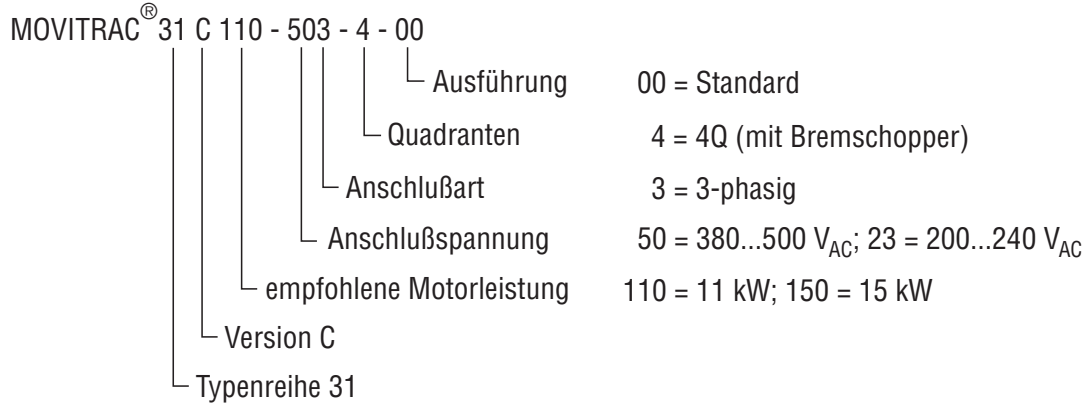 MOVITRAC® 31 C 110 - 503 - 4 - 00
Ausführung 00 = Standard
Quadranten 4 = 4Q (mit Bremschopper)
Anschlußart 3 = 3-phasig
Anschlußspannung 50 = 380...500 VAC; 23 = 200...240 VAC
empfohlene Motorleistung 110 = 11 kW; 150 = 15 kW
Version C
Typenreihe 31